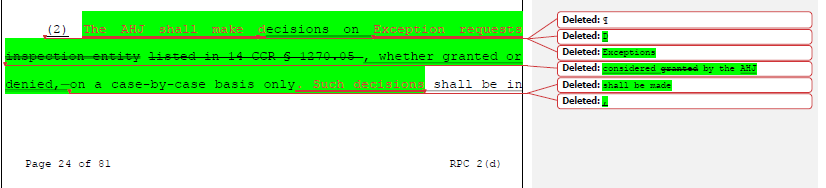 (2) The AHJ shall make decisions on Exception requests
inspection entity listed in 14 CCR § 1270.05 , whether granted or
denied, on a case-by-case basis only. Such decisions shall be in
Page 24 of 81
RPC 2(d)
Deleted: ¶
Deleted: D
Deleted: Exceptions
Deleted: considered granted by the AHJ
Deleted: shall be made
Deleted: ,